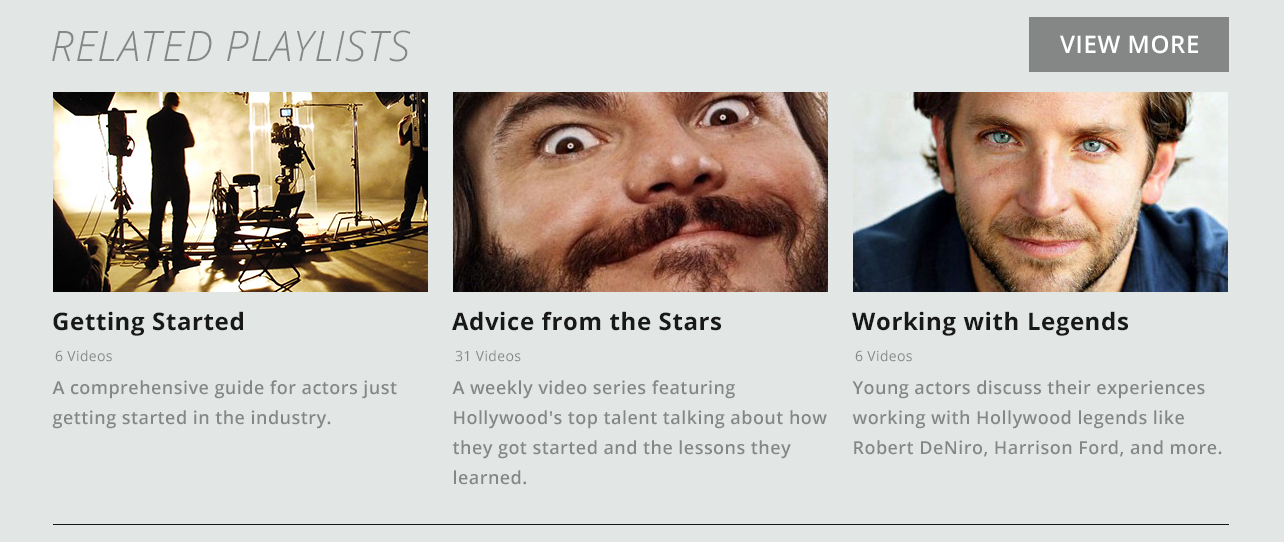 RELATED PLAYLISTS
VIEW MORE
Getting Started
6 Videos
A comprehensive guide for actors just
getting started in the industry.
Advice from the Stars
31 Videos
A weekly video series featuring
Hollywood's top talent talking about how
they got started and the lessons they
learned.
Working with Legends
6 Videos
Young actors discuss their experiences
working with Hollywood legends like
Robert DeNiro, Harrison Ford, and more.